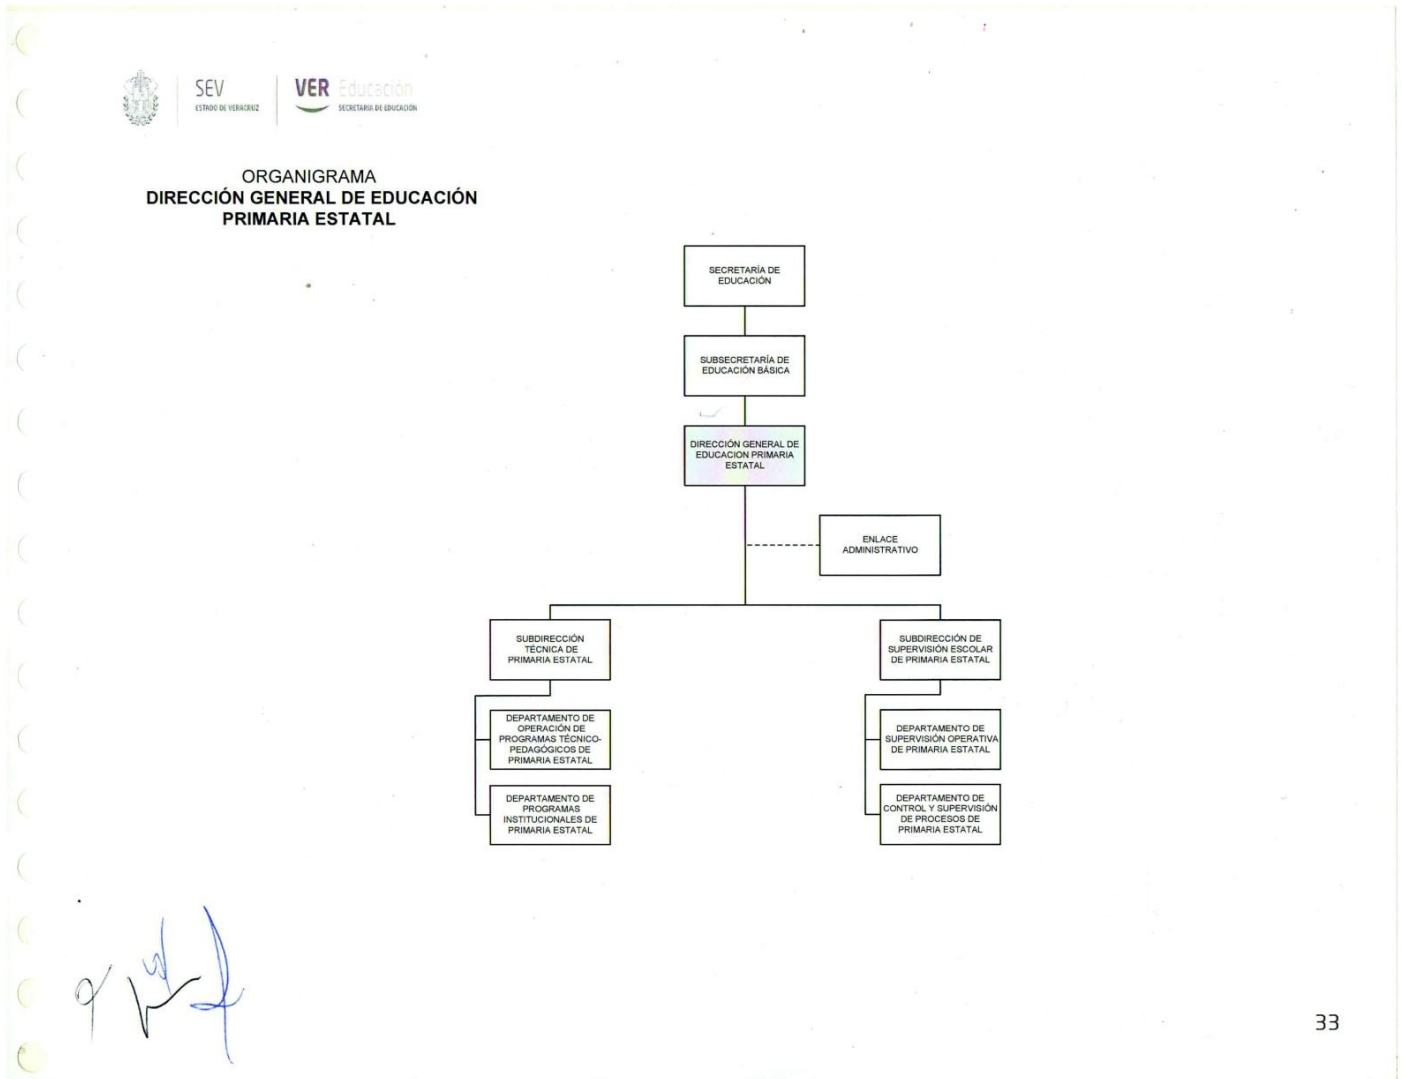 SEV
ESTADO DE VERACRUZ
VER Educación
SECRETARÍA DE EDUCACIÓN
ORGANIGRAMA
DIRECCIÓN GENERAL DE EDUCACIÓN
PRIMARIA ESTATAL
SECRETARÍA DE
EDUCACIÓN
SUBSECRETARÍA DE
EDUCACIÓN BÁSICA
DIRECCIÓN GENERAL DE
EDUCACION PRIMARIA
ESTATAL
ENLACE
ADMINISTRATIVO
SUBDIRECCIÓN
TÉCNICA DE
PRIMARIA ESTATAL
DEPARTAMENTO DE
OPERACIÓN DE
PROGRAMAS TÉCNICO-
PEDAGÓGICOS DE
PRIMARIA ESTATAL
DEPARTAMENTO DE
PROGRAMAS
INSTITUCIONALES DE
PRIMARIA ESTATAL
SUBDIRECCIÓN DE
SUPERVISIÓN ESCOLAR
DE PRIMARIA ESTATAL
DEPARTAMENTO DE
SUPERVISIÓN OPERATIVA
DE PRIMARIA ESTATAL
DEPARTAMENTO DE
CONTROL Y SUPERVISIÓN
DE PROCESOS DE
PRIMARIA ESTATAL
33